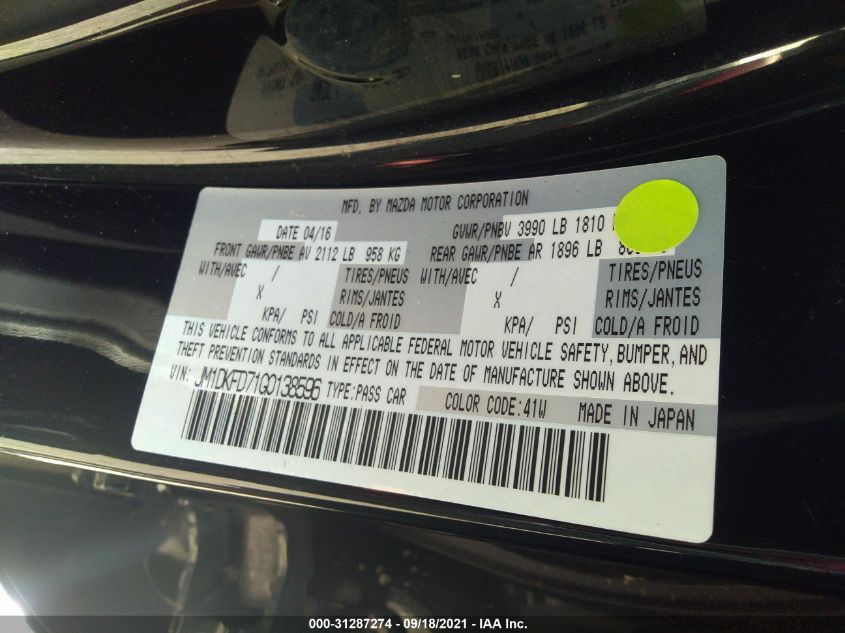 MFD. BY MAZDA MOTOR CORPORATION
DATE 04/16 GVWR/PNBV 3990 LB 1810
FRONT GAWR/PNBE AV 2112 LB 958 KG REAR GAWR/PNBE AR 1896 LB
WITH/AVEC / TIRES/PNEUS WITH/AVEC / TIRES/PNEUS
X RIMS/JANTES X RIMS/JANTES
KPA/ PSI COLD/A FROID KPA/ PSI COLD/A FROID
THIS VEHICLE CONFORMS TO ALL APPLICABLE FEDERAL MOTOR VEHICLE SAFETY, BUMPER, AND
THEFT PREVENTION STANDARDS IN EFFECT ON THE DATE OF MANUFACTURE SHOWN ABOVE.
VIN: JM1DKFD71G0138596 TYPE:PASS CAR COLOR CODE:41W MADE IN JAPAN
000-31287274 - 09/18/2021 - IAA Inc.